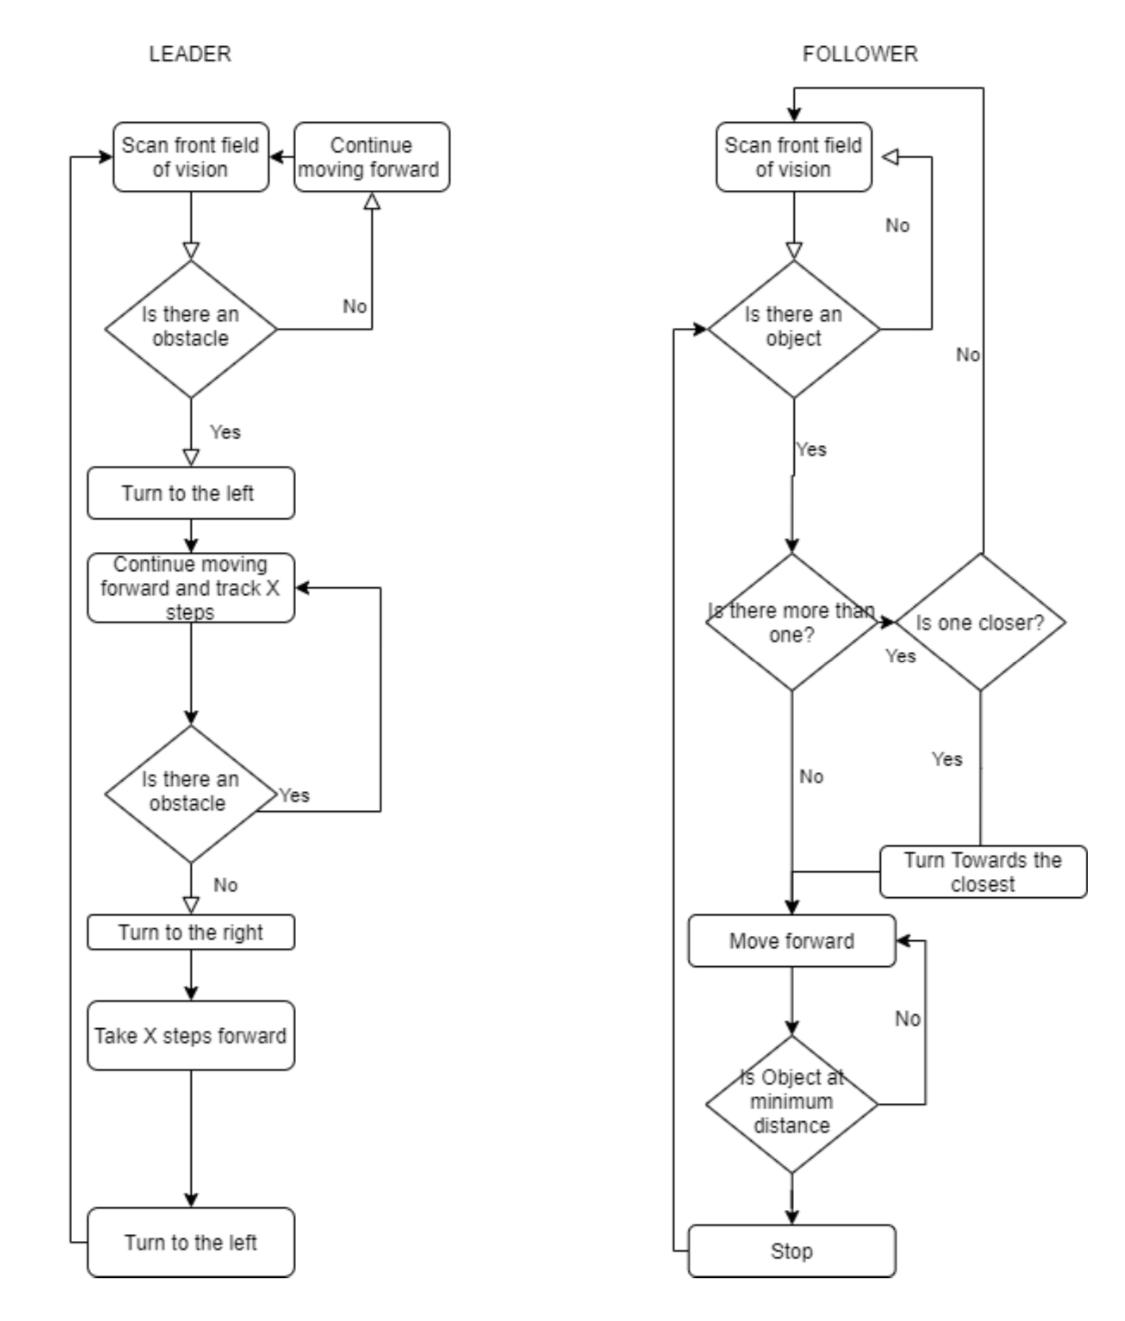 LEADER
Scan front field
of vision
Continue
moving forward
Is there an
obstacle
No
Yes
Turn to the left
Continue moving
forward and track X
steps
Is there an
obstacle
Yes
No
Turn to the right
Take X steps forward
Turn to the left
FOLLOWER
Scan front field
of vision
No
Is there an
object
No
Yes
Is there more than
one?
Yes
Is one closer?
Yes
No
Turn Towards the
closest
Move forward
No
Is Object at
minimum
distance
Stop